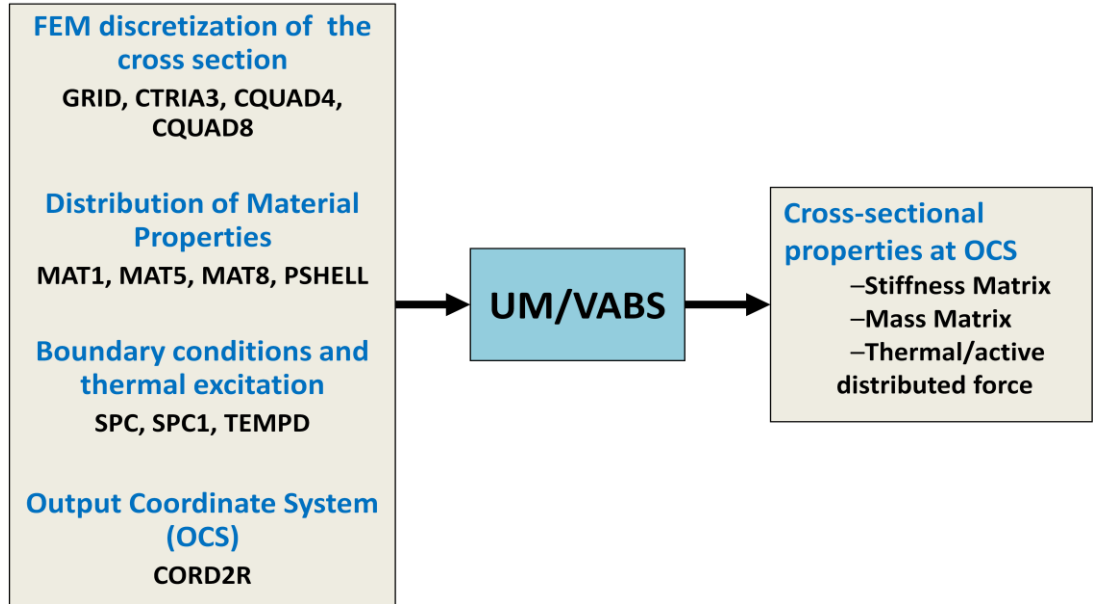 FEM discretization of the
cross section
GRID, CTRIA3, CQUAD4,
CQUAD8
Distribution of Material
Properties
MAT1, MAT5, MAT8, PSHELL
Boundary conditions and
thermal excitation
SPC, SPC1, TEMPD
Output Coordinate System
(OCS)
CORD2R
UM/VABS
Cross-sectional
properties at OCS
–Stiffness Matrix
–Mass Matrix
–Thermal/active
distributed force